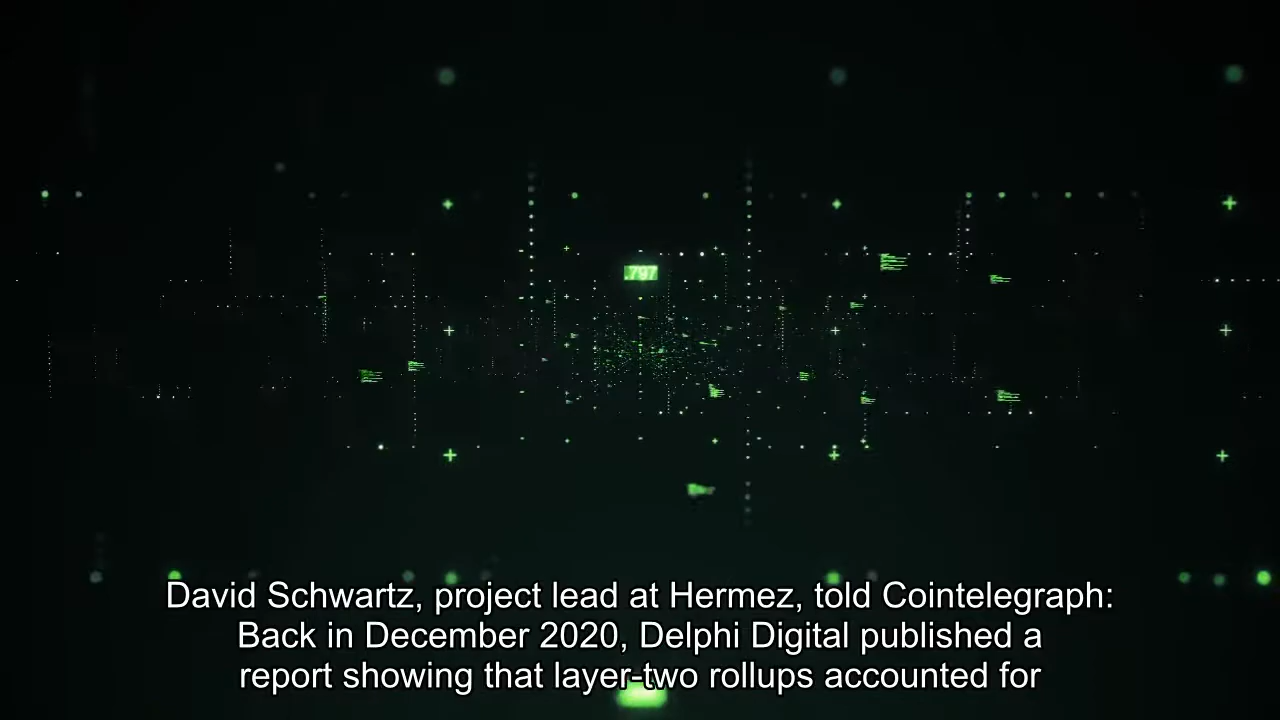 .797
David Schwartz, project lead at Hermez, told Cointelegraph:
Back in December 2020, Delphi Digital published a
report showing that layer-two rollups accounted for